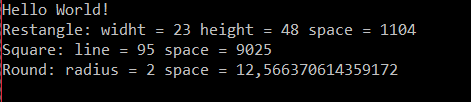 Hello World!
Restangle: widht = 23 height = 48 space = 1104
Square: line = 95 space = 9025
Round: radius = 2 space = 12,566370614359172